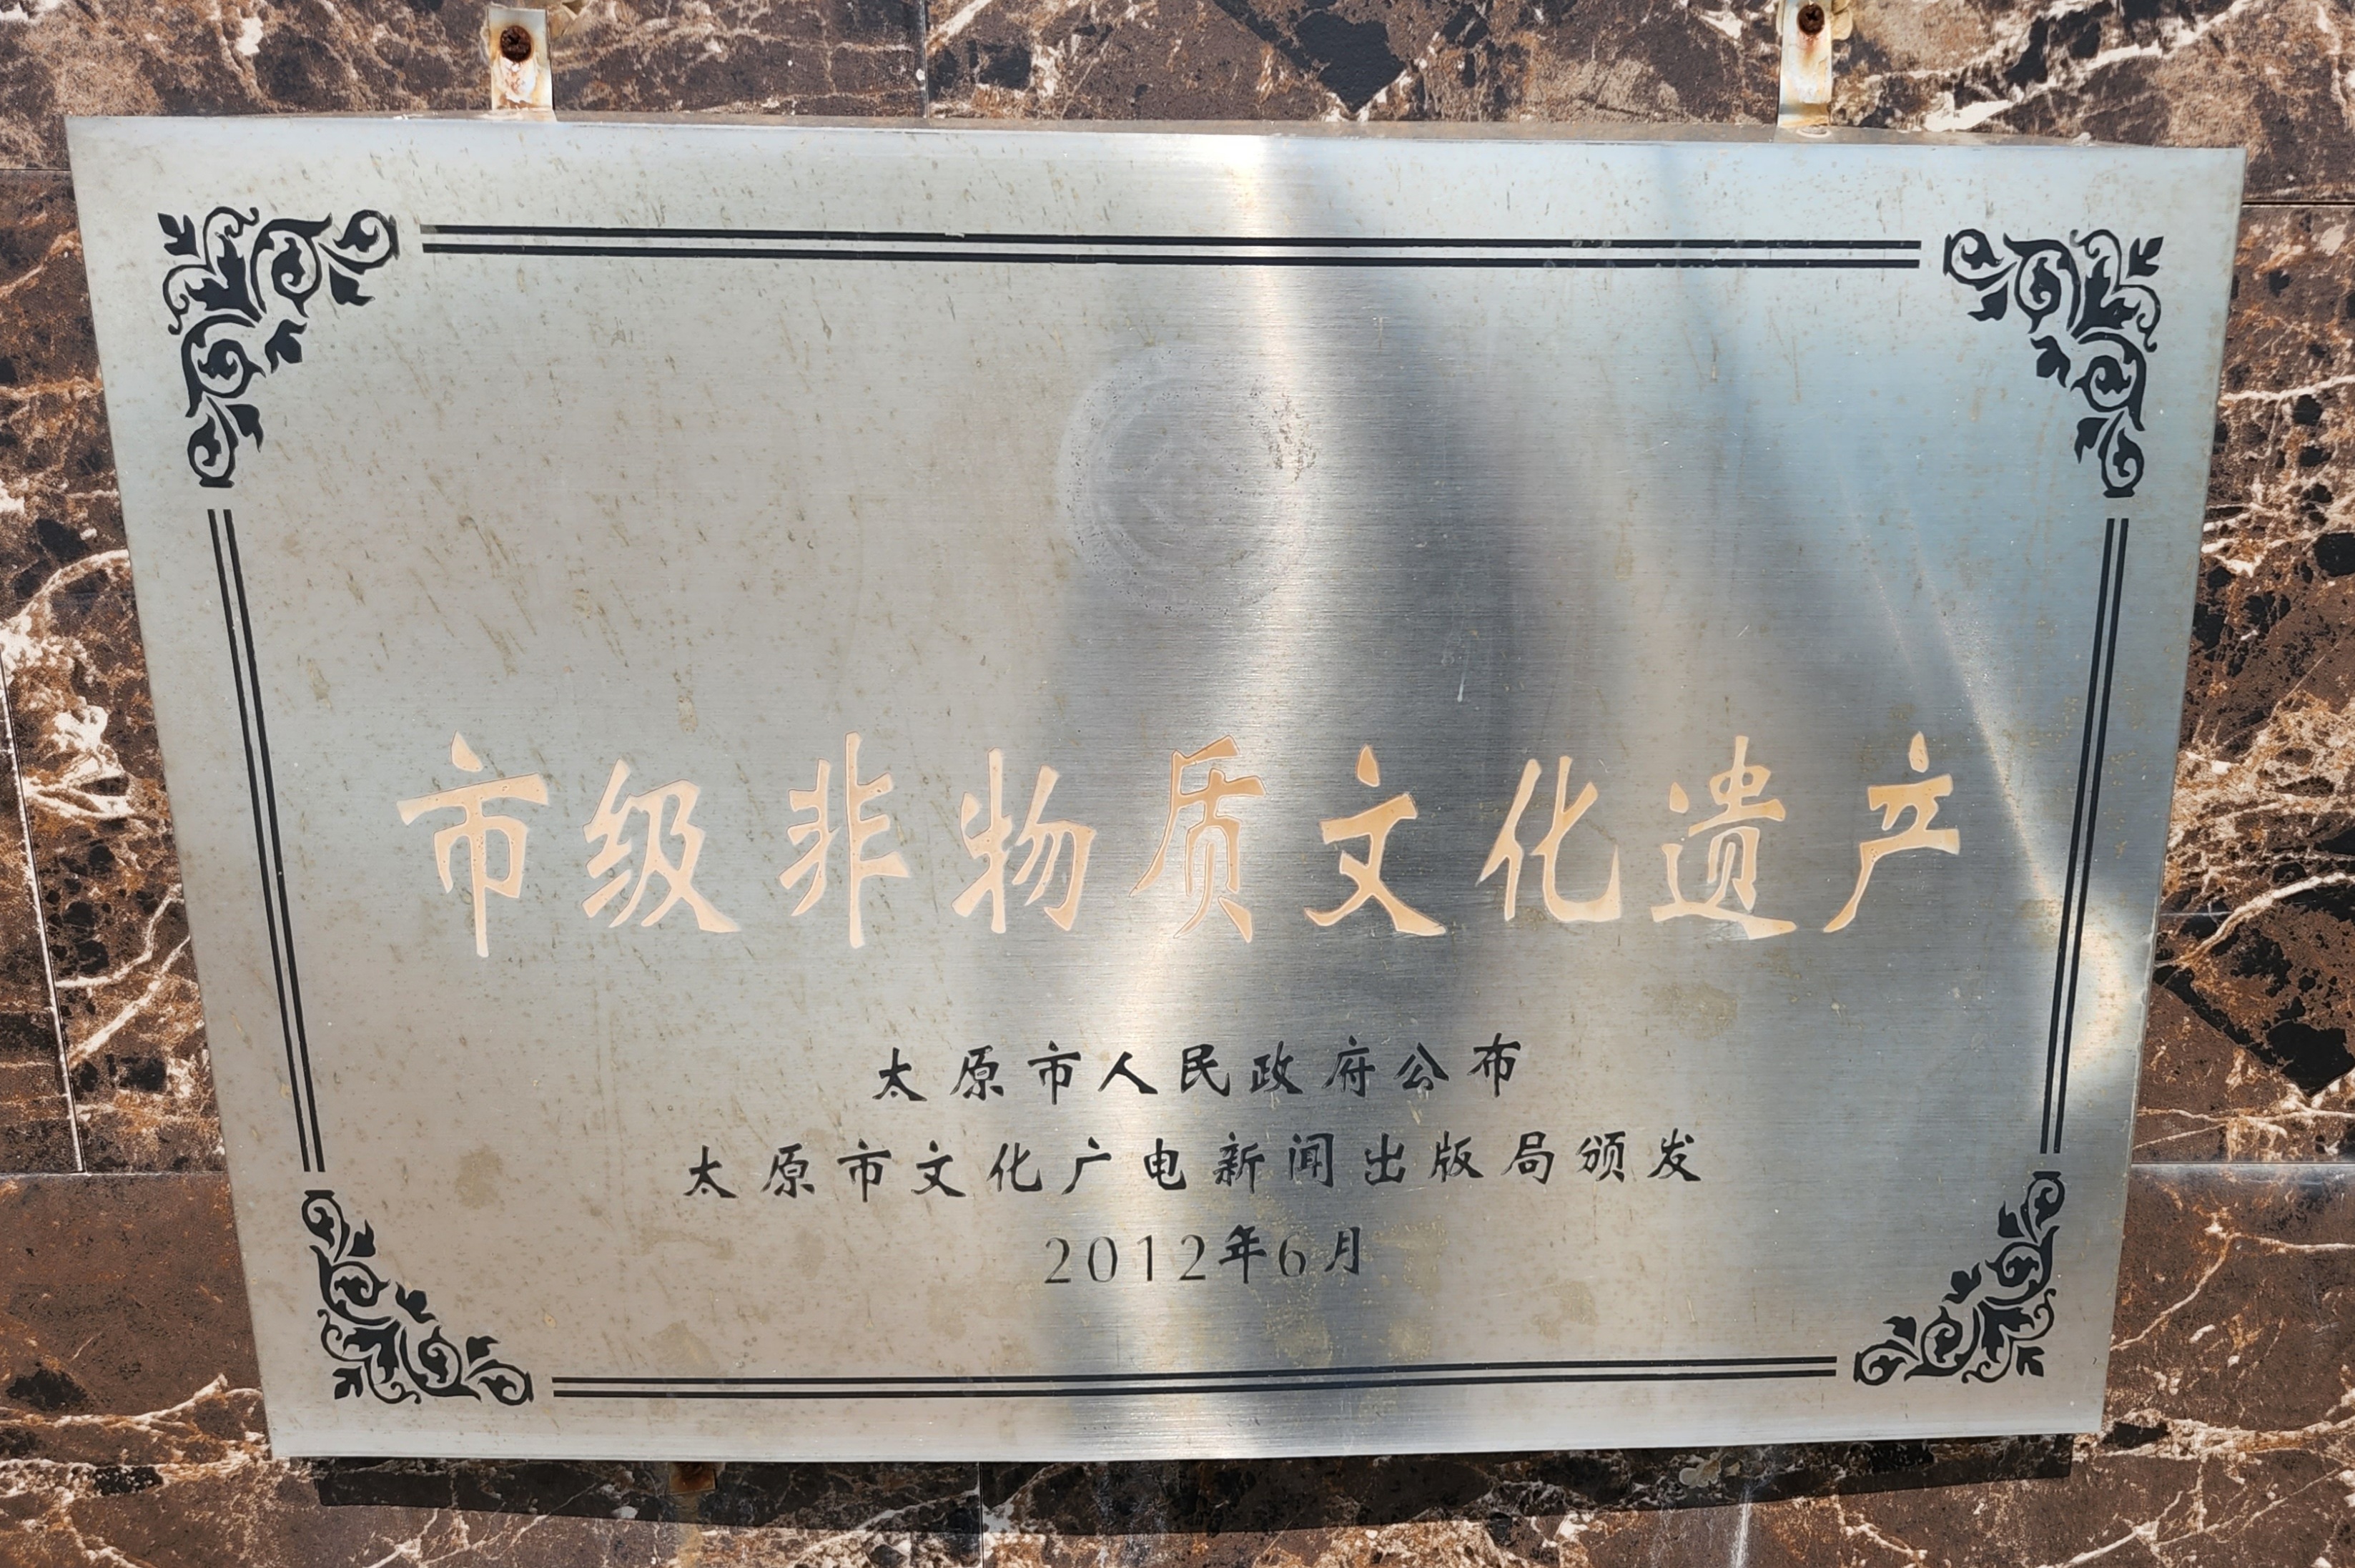 市级非物质文化遗产
太原市人民政府公布
太原市文化广电新闻出版局颁发
2012年6月